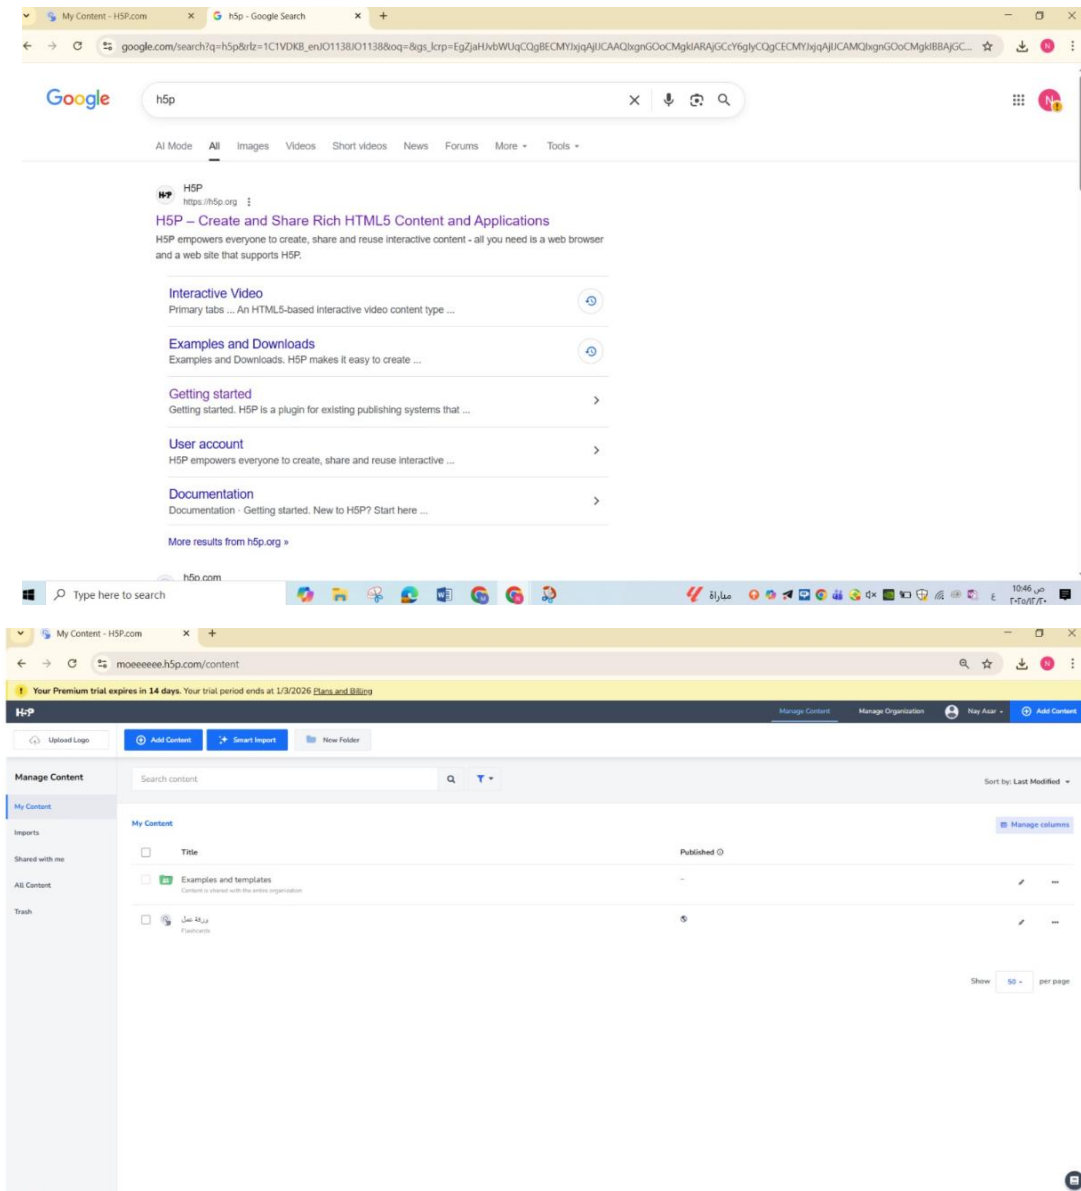 My Content - H5P.com
h5p - Google Search
google.com/search?q=h5p&rlz=1C1VDKB_enJO1138JO1138&oq=&gs_lcrp=
Google
h5p
AI Mode All Images Videos Short videos News Forums More Tools
H5P
https://h5p.org
H5P – Create and Share Rich HTML5 Content and Applications
H5P empowers everyone to create, share and reuse interactive content - all you need is a web browser
and a web site that supports H5P.
Interactive Video
Primary tabs ... An HTML5-based interactive video content type ...
Examples and Downloads
Examples and Downloads. H5P makes it easy to create ...
Getting started
Getting started. H5P is a plugin for existing publishing systems that ...
User account
H5P empowers everyone to create, share and reuse interactive ...
Documentation
Documentation · Getting started. New to H5P? Start here ...
More results from h5p.org »
h5p.com
Type here to search
مباراة
ع
10:46 ص
٢٠٢٥/١٢/٢٠
My Content - H5P.com
moeeeeee.h5p.com/content
Your Premium trial expires in 14 days. Your trial period ends at 1/3/2026 Plans and Billing
H5P
Manage Content
Manage Organization
Nay Asar
Add Content
Upload Logo
Add Content
Smart Import
New Folder
Manage Content
Search content
Sort by: Last Modified
My Content
Imports
Shared with me
All Content
Trash
My Content
Manage columns
Title
Published
Examples and templates
Content is shared with the entire organization
--
ورقة عمل
Flashcards
Show 50 per page